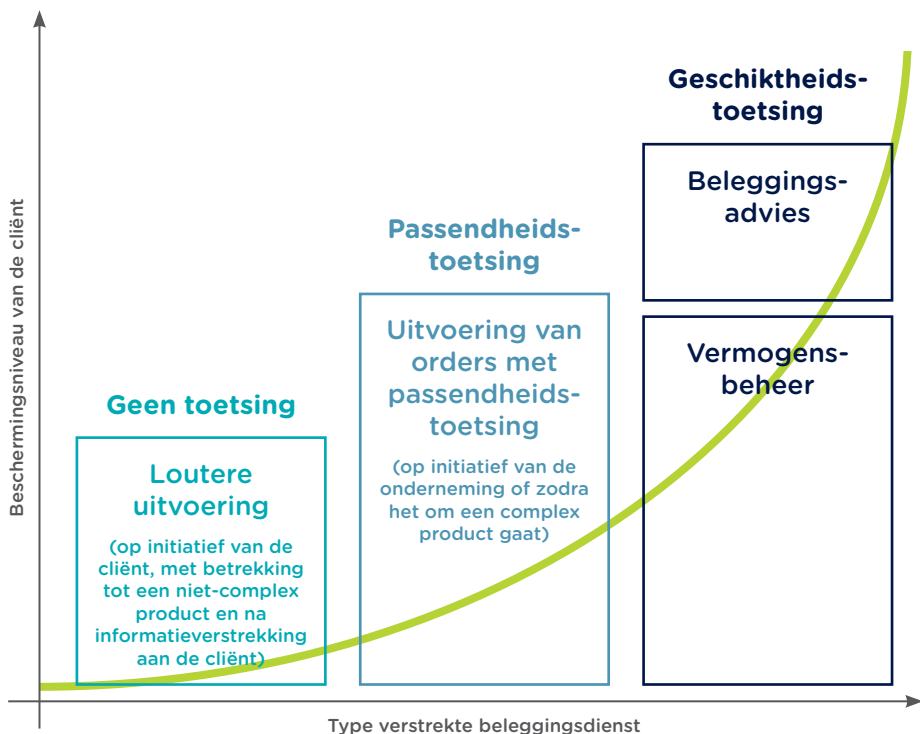 Beschermingsniveau van de cliënt
Geen toetsing
Loutere
uitvoering
(op initiatief van de
cliënt, met betrekking
tot een niet-complex
product en na
informatieverstrekking
aan de cliënt)
Passendheids-
toetsing
Uitvoering van
orders met
passendheids-
toetsing
(op initiatief van de
onderneming of zodra
het om een complex
product gaat)
Geschiktheids-
toetsing
Beleggings-
advies
Vermogens-
beheer
Type verstrekte beleggingsdienst